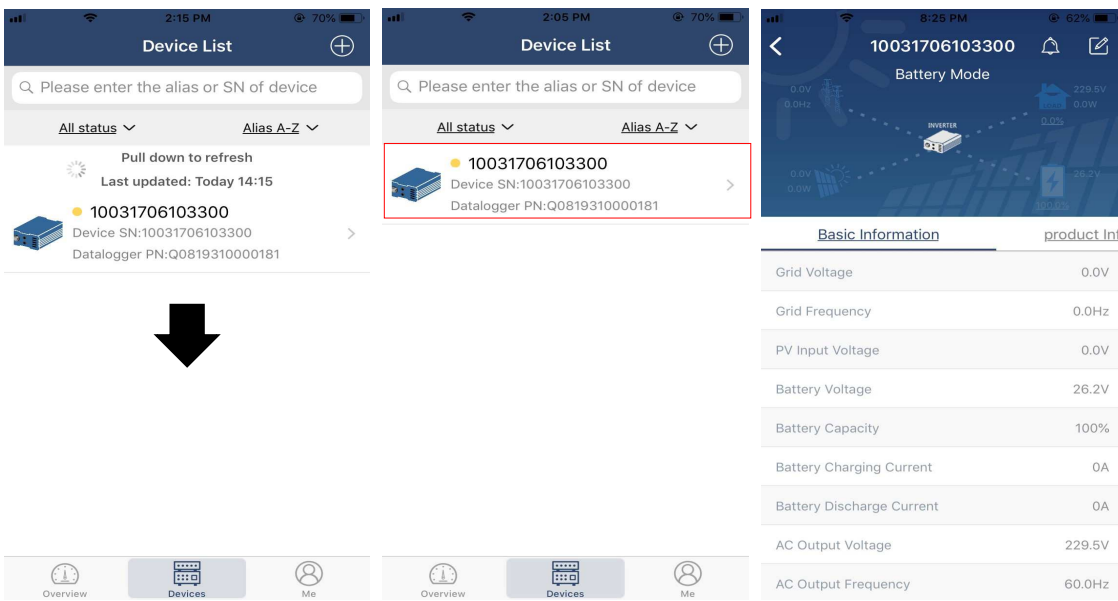 2:15 PM
70%
Device List
Please enter the alias or SN of device
All status
Alias A-Z
Pull down to refresh
Last updated: Today 14:15
10031706103300
Device SN:10031706103300
Datalogger PN:Q0819310000181
Overview
Devices
Me
2:05 PM
70%
Device List
Please enter the alias or SN of device
All status
Alias A-Z
10031706103300
Device SN:10031706103300
Datalogger PN:Q0819310000181
Overview
Devices
Me
8:25 PM
62%
10031706103300
Battery Mode
0.0V
0.0Hz
229.5V
LOAD
0.0W
0.0%
INVERTER
0.0V
0.0W
26.2V
100.0%
Basic Information
product Inf
Grid Voltage 0.0V
Grid Frequency 0.0Hz
PV Input Voltage 0.0V
Battery Voltage 26.2V
Battery Capacity 100%
Battery Charging Current 0A
Battery Discharge Current 0A
AC Output Voltage 229.5V
AC Output Frequency 60.0Hz